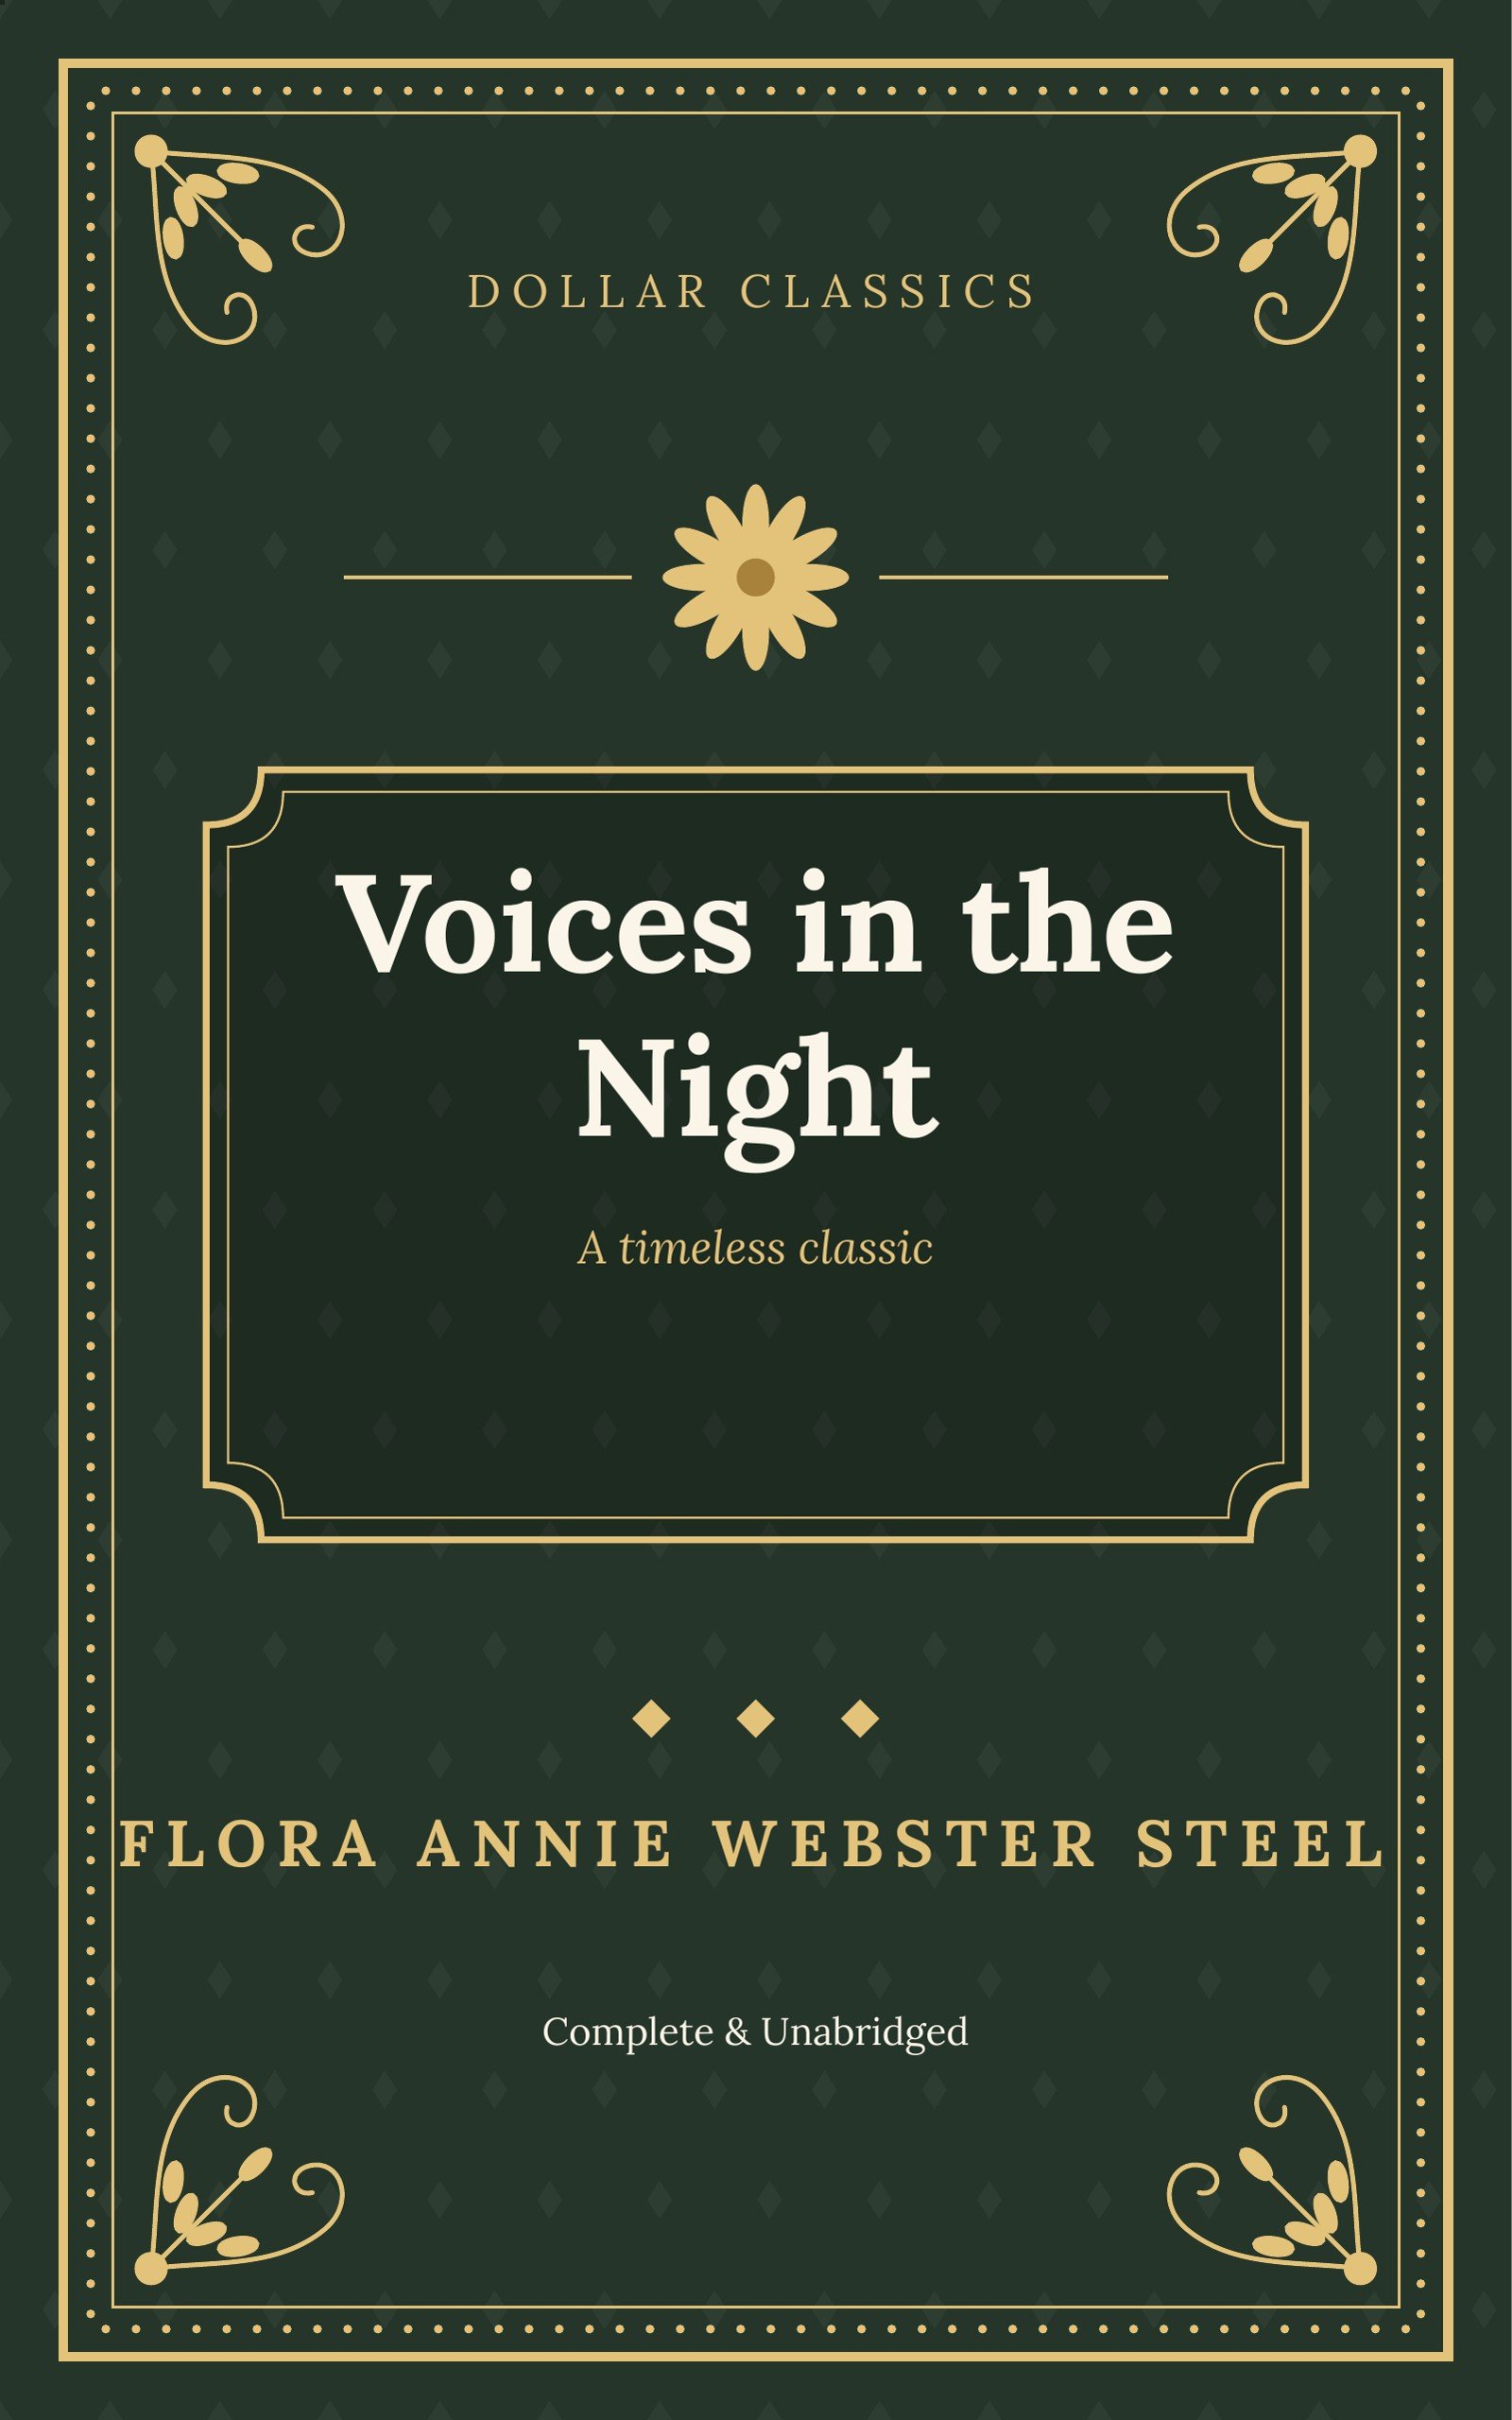 DOLLAR CLASSICS
Voices in the
Night
A timeless classic
FLORA ANNIE WEBSTER STEEL
Complete & Unabridged